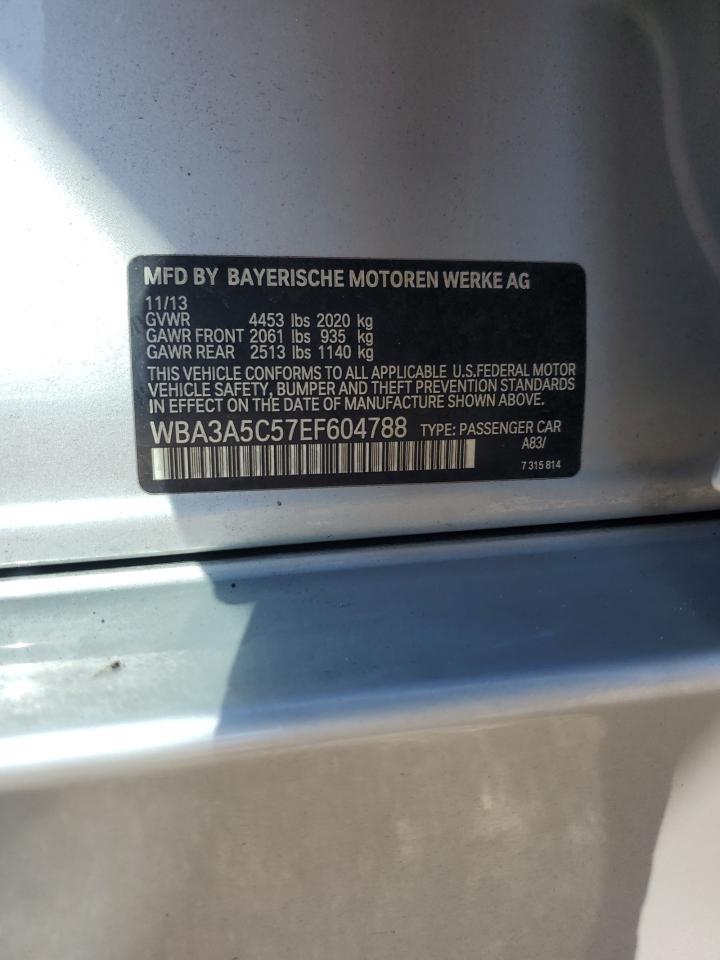 MFD BY BAYERISCHE MOTOREN WERKE AG
11/13
GVWR 4453 lbs 2020 kg
GAWR FRONT 2061 lbs 935 kg
GAWR REAR 2513 lbs 1140 kg
THIS VEHICLE CONFORMS TO ALL APPLICABLE U.S.FEDERAL MOTOR
VEHICLE SAFETY, BUMPER AND THEFT PREVENTION STANDARDS
IN EFFECT ON THE DATE OF MANUFACTURE SHOWN ABOVE.
WBA3A5C57EF604788 TYPE: PASSENGER CAR
A83/
7 315 814